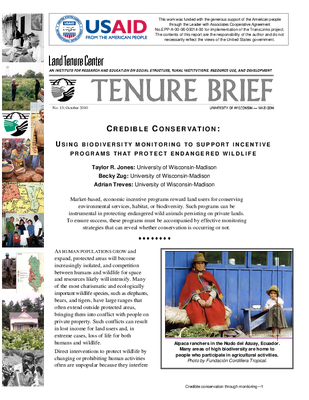 USAID
FROM THE AMERICAN PEOPLE
This work was funded with the generous support of the American people
through the Leader with Associates Cooperative Agreement
for implementation of the TransLinks project.
The contents of this report are the responsibility of the author and do not
necessarily reflect the views of the United States government.
Land Tenure Center
AN INSTITUTE FOR RESEARCH AND EDUCATION ON SOCIAL STRUCTURE, RURAL INSTITUTIONS, RESOURCE USE, AND DEVELOPMENT
TENURE BRIEF
October 2010
UNIVERSITY OF WISCONSIN —
CREDIBLE CONSERVATION:
USING BIODIVERSITY MONITORING TO SUPPORT INCENTIVE
PROGRAMS THAT PROTECT ENDANGERED WILDLIFE
Taylor R. Jones: University of Wisconsin-Madison
Becky Zug: University of Wisconsin-Madison
Adrian Treves: University of Wisconsin-Madison
Market-based, economic incentive programs reward land users for conserving
environmental services, habitat, or biodiversity. Such programs can be
instrumental in protecting endangered wild animals persisting on private lands.
To ensure success, these programs must be accompanied by effective monitoring
strategies that can reveal whether conservation is occurring or not.
AS HUMAN POPULATIONS GROW and
expand, protected areas will become
increasingly isolated, and competition
between humans and wildlife for space
and resources likely will intensify. Many
of the most charismatic and ecologically
important wildlife species, such as elephants,
bears, and tigers, have large ranges that
often extend outside protected areas,
bringing them into conflict with people on
private property. Such conflicts can result
in lost income for land users and, in
extreme cases, loss of life for both
humans and wildlife.
Direct interventions to protect wildlife by
changing or prohibiting human activities
often are unpopular because they interfere
Alpaca ranchers in the Nudo del Azuay, Ecuador.
Many areas of high biodiversity are home to
people who participate in agricultural activities.
Photo by Fundación Cordillera Tropical.
Credible conservation through monitoring—1